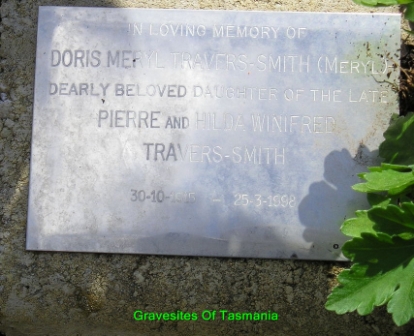 IN LOVING MEMORY OF
DORIS MERYL TRAVERS-SMITH (MERYL)
DEARLY BELOVED DAUGHTER OF THE LATE
PIERRE AND HILDA WINIFRED
TRAVERS-SMITH
— 25-3-1998
Gravesites Of Tasmania